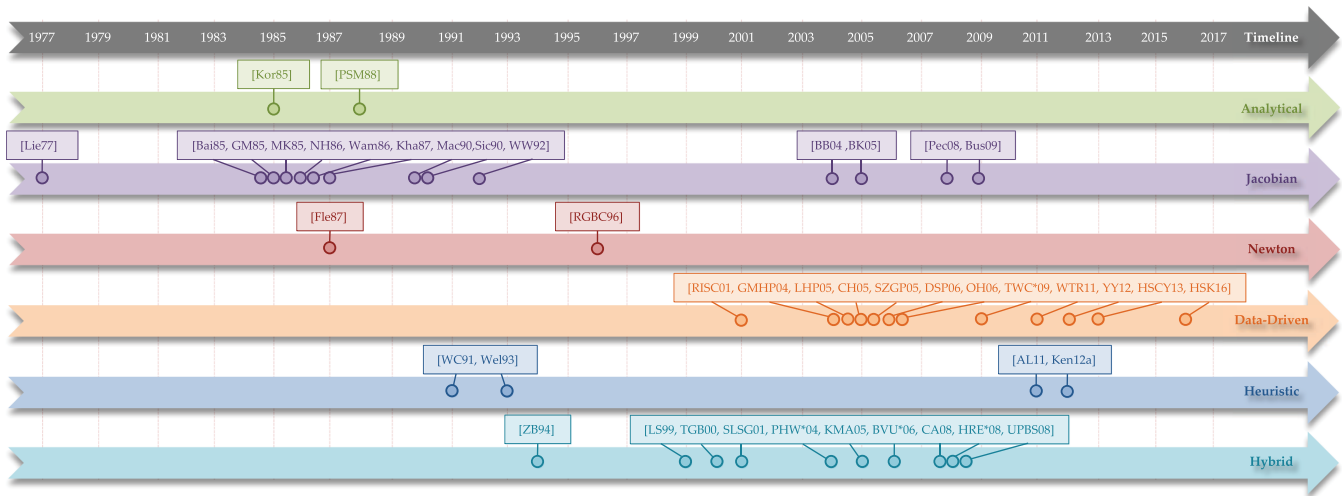 1977 1979 1981 1983 1985 1987 1989 1991 1993 1995 1997 1999 2001 2003 2005 2007 2009 2011 2013 2015 2017 Timeline
[Kor85] [PSM88]
Analytical
[Lie77] [Bai85, GM85, MK85, NH86, Wam86, Kha87, Mac90,Sic90, WW92] [BB04 ,BK05] [Pec08, Bus09]
Jacobian
[Fle87] [RGBC96]
Newton
[RISC01, GMHP04, LHP05, CH05, SZGP05, DSP06, OH06, TWC*09, WTR11, YY12, HSCY13, HSK16]
Data-Driven
[WC91, Wel93] [AL11, Ken12a]
Heuristic
[ZB94] [LS99, TGB00, SLSG01, PHW*04, KMA05, BVU*06, CA08, HRE*08, UPBS08]
Hybrid